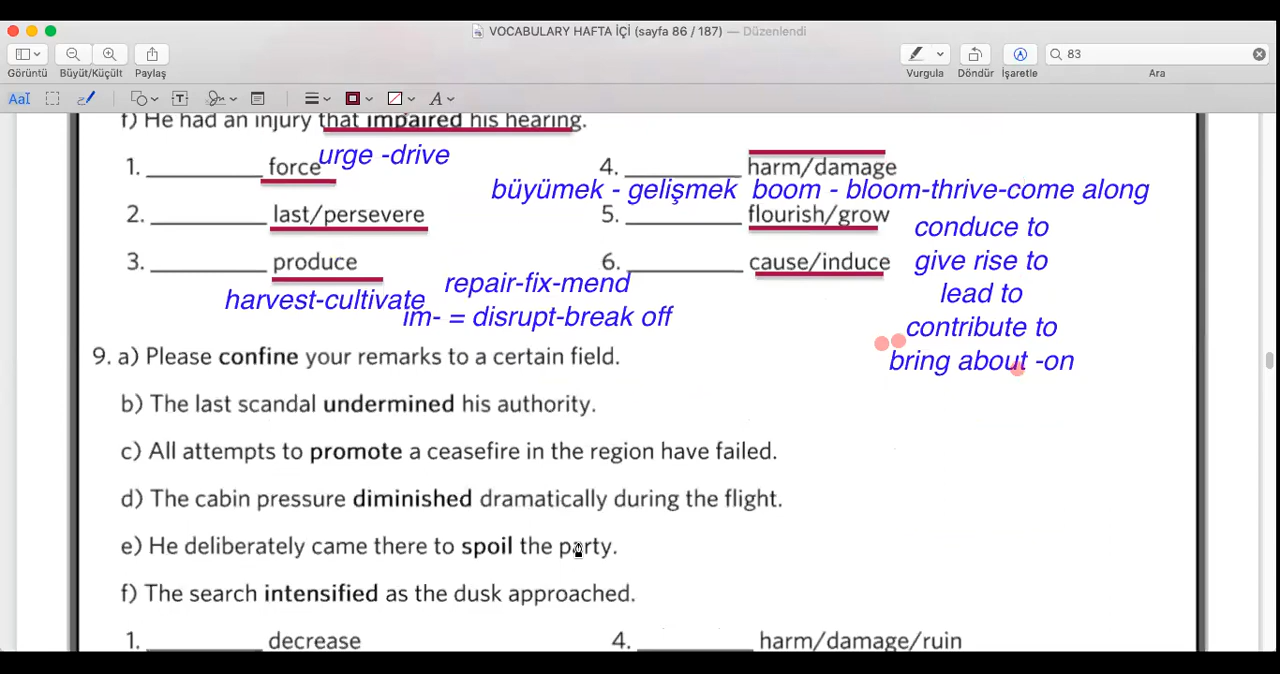 VOCABULARY HAFTA İÇİ (sayfa 86 / 187) — Düzenlendi
83
Görüntü Büyüt/Küçült Paylaş Vurgula Döndür İşaretle Ara
AaI T A
f) He had an injury that impaired his hearing.
urge -drive
1. __________ force 4. __________ harm/damage
büyümek - gelişmek boom - bloom-thrive-come along
2. __________ last/persevere 5. __________ flourish/grow
conduce to
3. __________ produce 6. __________ cause/induce
give rise to
repair-fix-mend
harvest-cultivate
lead to
im- = disrupt-break off
contribute to
bring about -on
9. a) Please confine your remarks to a certain field.
b) The last scandal undermined his authority.
c) All attempts to promote a ceasefire in the region have failed.
d) The cabin pressure diminished dramatically during the flight.
e) He deliberately came there to spoil the party.
f) The search intensified as the dusk approached.
1. __________ decrease 4. __________ harm/damage/ruin